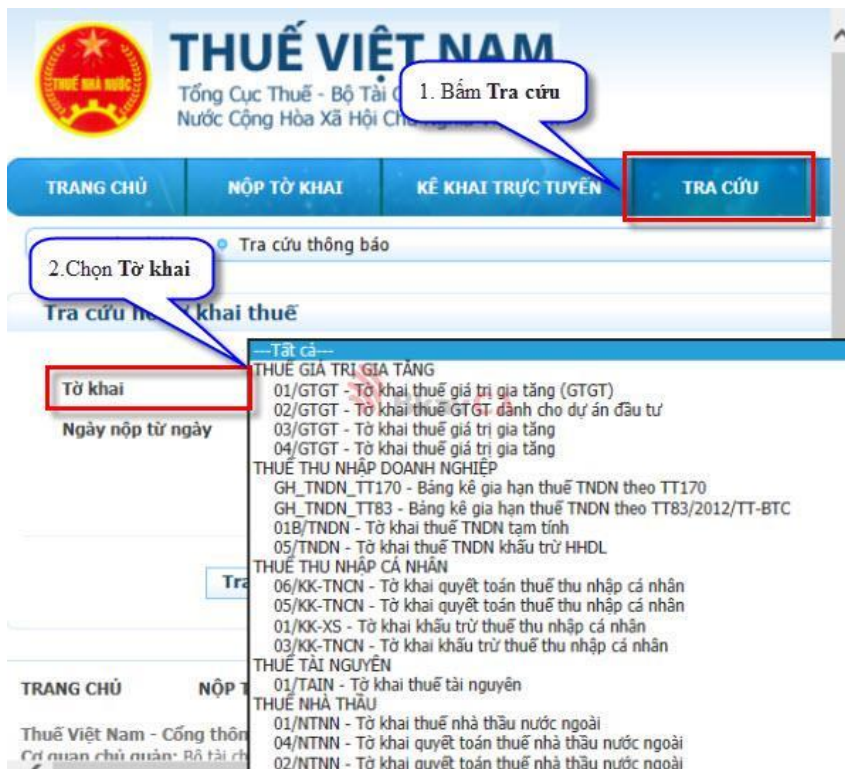 THUẾ NHÀ NƯỚC
THUẾ VIỆT NAM
Tổng Cục Thuế - Bộ Tài
Nước Cộng Hòa Xã Hội
1. Bấm Tra cứu
TRANG CHỦ NỘP TỜ KHAI KÊ KHAI TRỰC TUYẾN TRA CỨU
Tra cứu thông báo
2.Chọn Tờ khai
Tra cứu khai thuế
---Tất cả---
THUẾ GIÁ TRỊ GIA TĂNG
Tờ khai
01/GTGT - Tờ khai thuế giá trị gia tăng (GTGT)
02/GTGT - Tờ khai thuế GTGT dành cho dự án đầu tư
Ngày nộp từ ngày
03/GTGT - Tờ khai thuế giá trị gia tăng
04/GTGT - Tờ khai thuế giá trị gia tăng
THUẾ THU NHẬP DOANH NGHIỆP
GH_TNDN_TT170 - Bảng kê gia hạn thuế TNDN theo TT170
GH_TNDN_TT83 - Bảng kê gia hạn thuế TNDN theo TT83/2012/TT-BTC
01B/TNDN - Tờ khai thuế TNDN tạm tính
05/TNDN - Tờ khai thuế TNDN khấu trừ HHDL
THUẾ THU NHẬP CÁ NHÂN
06/KK-TNCN - Tờ khai quyết toán thuế thu nhập cá nhân
05/KK-TNCN - Tờ khai quyết toán thuế thu nhập cá nhân
01/KK-XS - Tờ khai khấu trừ thuế thu nhập cá nhân
03/KK-TNCN - Tờ khai khấu trừ thuế thu nhập cá nhân
THUẾ TÀI NGUYÊN
01/TAIN - Tờ khai thuế tài nguyên
THUẾ NHÀ THẦU
01/NTNN - Tờ khai thuế nhà thầu nước ngoài
04/NTNN - Tờ khai quyết toán thuế nhà thầu nước ngoài
02/NTNN - Tờ khai quyết toán thuế nhà thầu nước ngoài
TRANG CHỦ NỘP
Thuế Việt Nam - Cổng thôn
Cơ quan chủ quản: Bộ tài ch